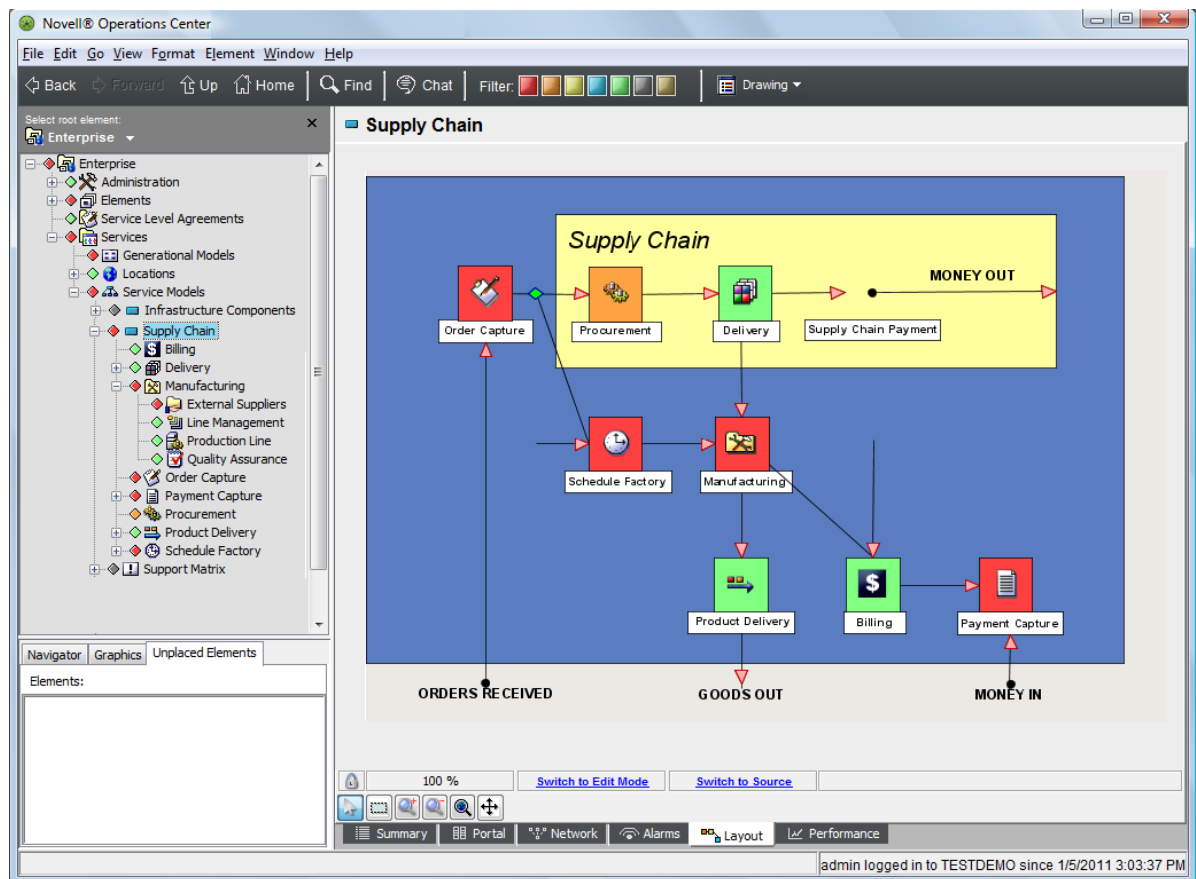 Novell® Operations Center
File Edit Go View Format Element Window Help
Back Forward Up Home Find Chat Filter: Drawing
Select root element:
Enterprise
Supply Chain
Enterprise
Administration
Elements
Service Level Agreements
Services
Generational Models
Locations
Service Models
Infrastructure Components
Supply Chain
Billing
Delivery
Manufacturing
External Suppliers
Line Management
Production Line
Quality Assurance
Order Capture
Payment Capture
Procurement
Product Delivery
Schedule Factory
Support Matrix
Navigator Graphics Unplaced Elements
Elements:
Supply Chain
MONEY OUT
Order Capture Procurement Delivery Supply Chain Payment
Schedule Factory Manufacturing
Product Delivery Billing Payment Capture
ORDERS RECEIVED GOODS OUT MONEY IN
100 % Switch to Edit Mode Switch to Source
Summary Portal Network Alarms Layout Performance
admin logged in to TESTDEMO since 1/5/2011 3:03:37 PM